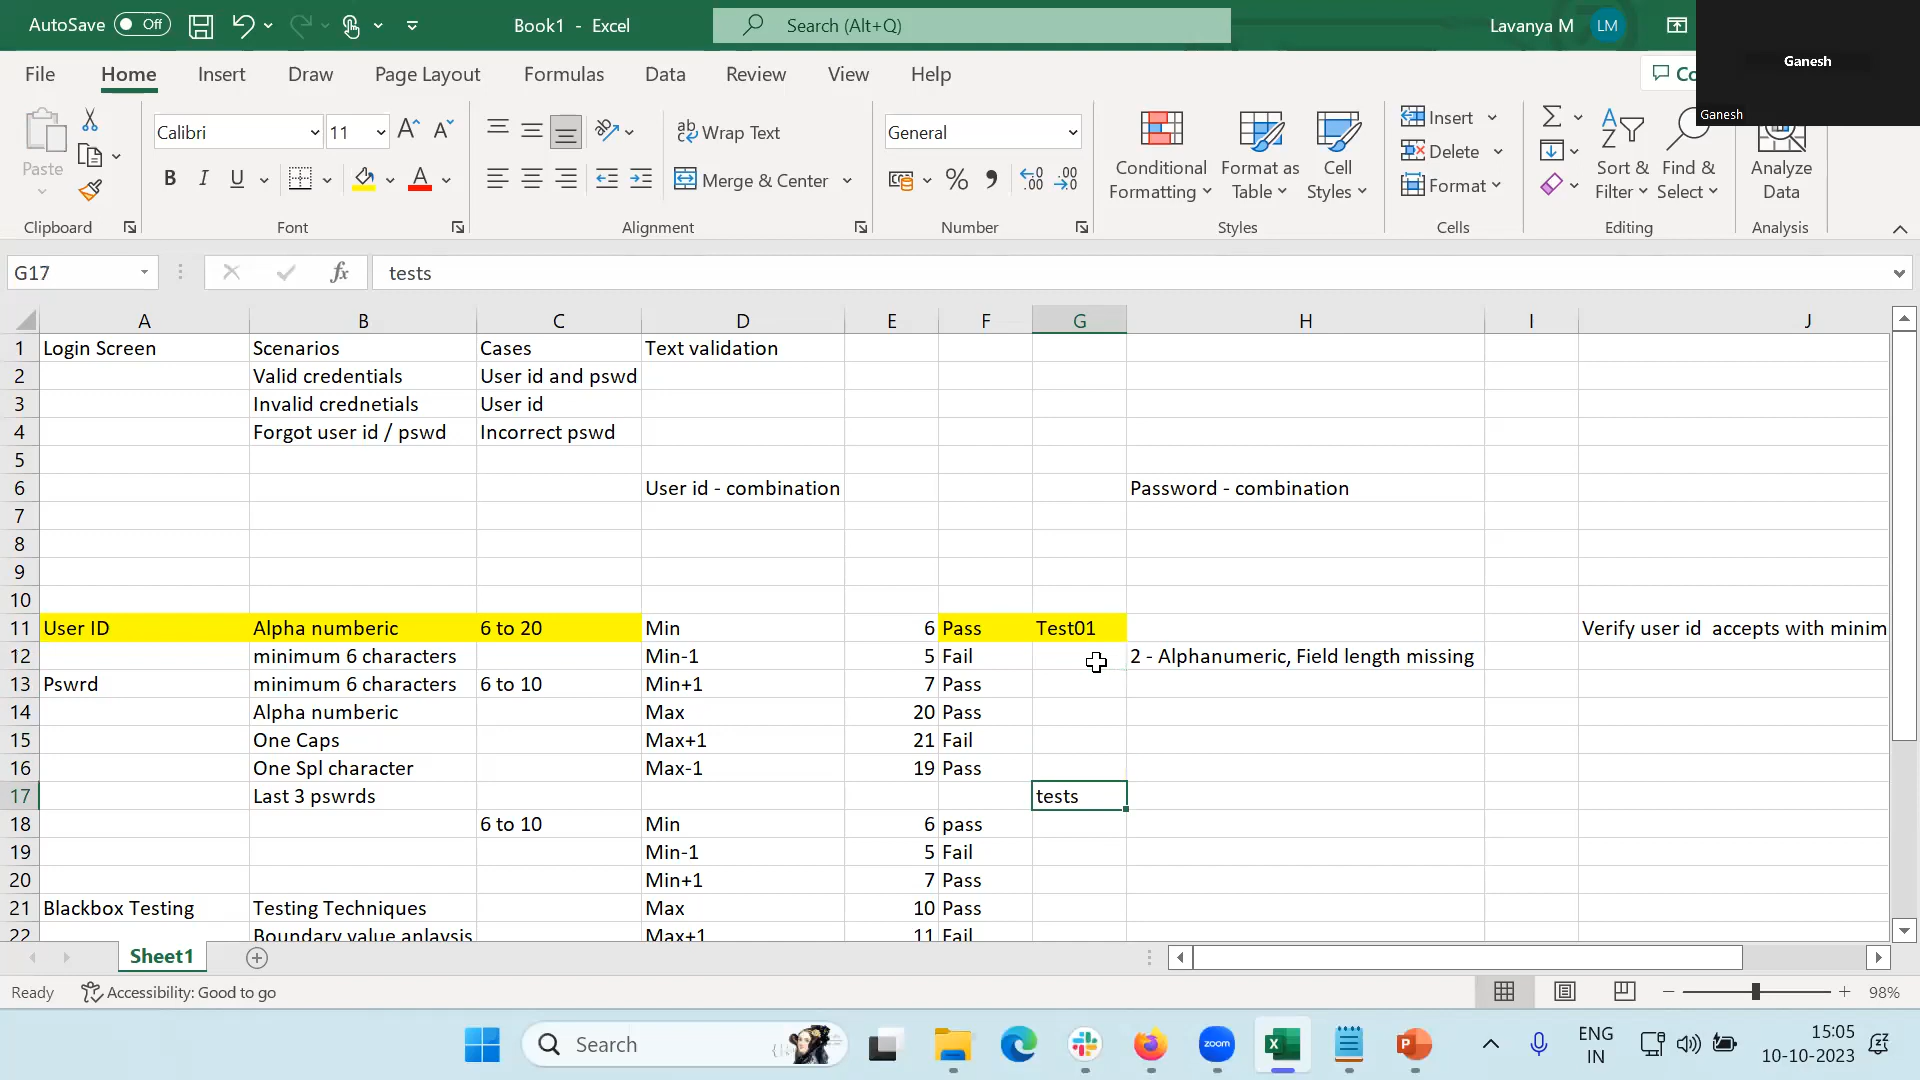 AutoSave Off Book1 - Excel Search (Alt+Q) Lavanya M LM Ganesh
Ganesh
File Home Insert Draw Page Layout Formulas Data Review View Help Co
Calibri 11 Wrap Text General Insert
Paste B I U Merge & Center Conditional Formatting Format as Table Cell Styles Delete Format Sort & Filter Find & Select Analyze Data
Clipboard Font Alignment Number Styles Cells Editing Analysis
G17 fx tests
A B C D E F G H I J
1 Login Screen Scenarios Cases Text validation
2 Valid credentials User id and pswd
3 Invalid crednetials User id
4 Forgot user id / pswd Incorrect pswd
5
6 User id - combination Password - combination
7
8
9
10
11 User ID Alpha numberic 6 to 20 Min 6 Pass Test01 Verify user id accepts with minim
12 minimum 6 characters Min-1 5 Fail 2 - Alphanumeric, Field length missing
13 Pswrd minimum 6 characters 6 to 10 Min+1 7 Pass
14 Alpha numberic Max 20 Pass
15 One Caps Max+1 21 Fail
16 One Spl character Max-1 19 Pass
17 Last 3 pswrds tests
18 6 to 10 Min 6 pass
19 Min-1 5 Fail
20 Min+1 7 Pass
21 Blackbox Testing Testing Techniques Max 10 Pass
22 Boundary value anlaysis Max+1 11 Fail
Sheet1
Ready Accessibility: Good to go 98%
Search zoom ENG IN 15:05 10-10-2023